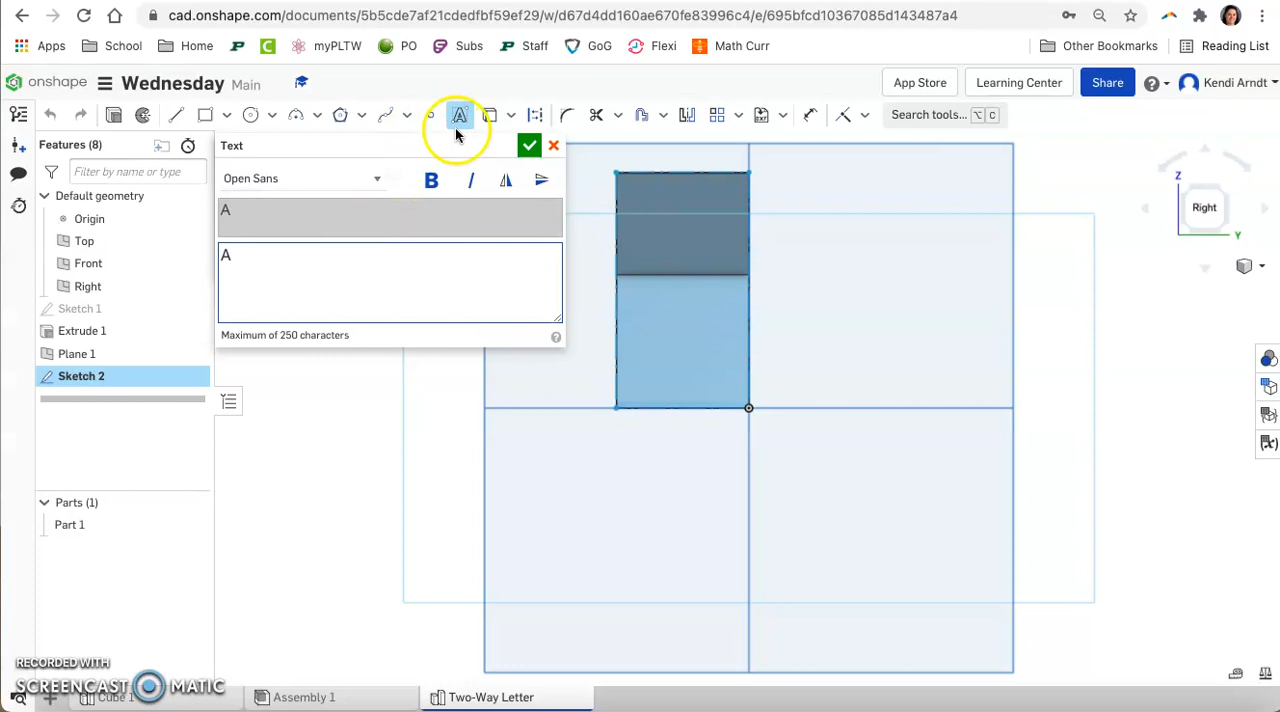 cad.onshape.com/documents/5b5cde7af21cdedfbf59ef29/w/d67d4dd160ae670fe83996c4/e/695bfcd10367085d143487a4
Apps School Home myPLTW PO Subs Staff GoG Flexi Math Curr Other Bookmarks Reading List
onshape Wednesday Main App Store Learning Center Share Kendi Arndt
Search tools... ⌥ C
Features (8)
Filter by name or type
Default geometry
Origin
Top
Front
Right
Sketch 1
Extrude 1
Plane 1
Sketch 2
Parts (1)
Part 1
Text
Open Sans B I
A
A
Maximum of 250 characters
Z
Right
Y
RECORDED WITH
SCREENCAST MATIC
Cube 1 Assembly 1 Two-Way Letter